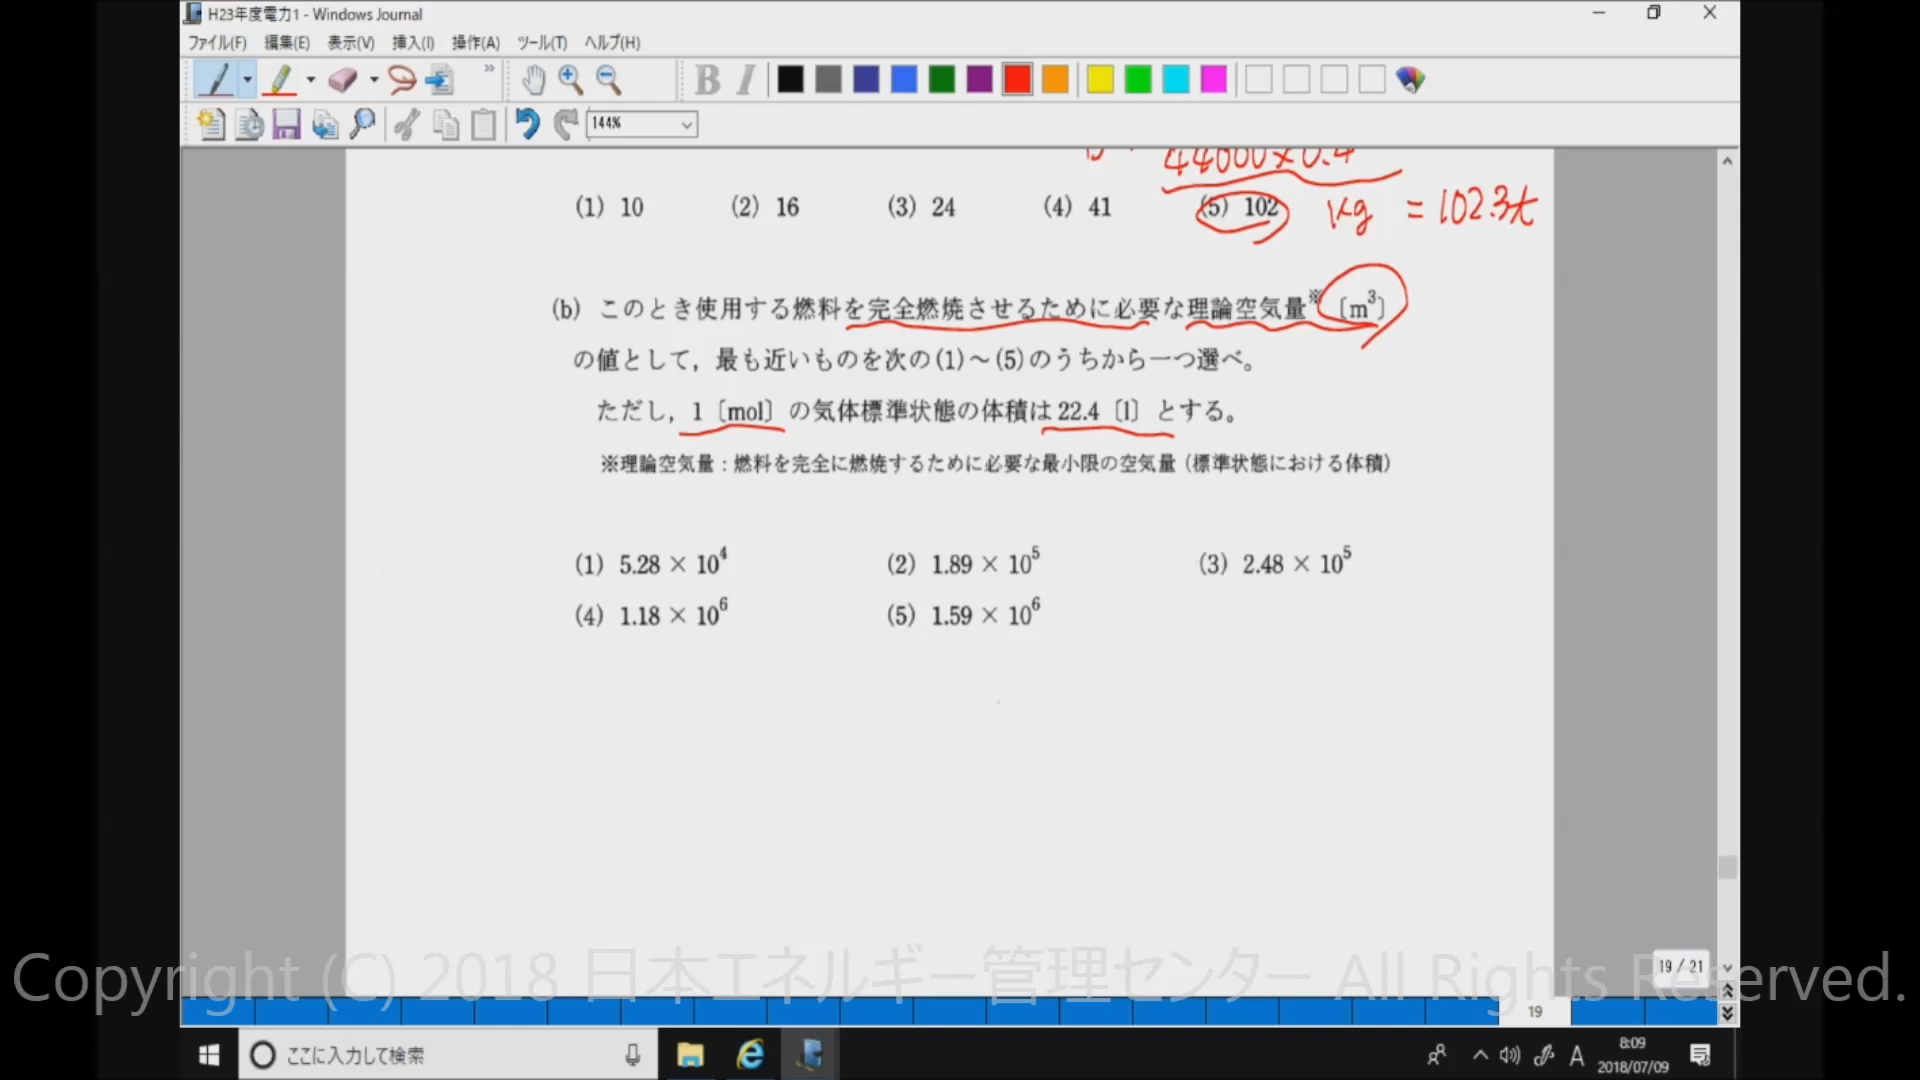 H23年度電力1 - Windows Journal
ファイル(F) 編集(E) 表示(V) 挿入(I) 操作(A) ツール(T) ヘルプ(H)
144%
44000×0.4
(1) 10 (2) 16 (3) 24 (4) 41 (5) 102 kg = 102.3t
(b) このとき使用する燃料を完全燃焼させるために必要な理論空気量※〔m³〕
の値として，最も近いものを次の(1)～(5)のうちから一つ選べ。
ただし，1〔mol〕の気体標準状態の体積は 22.4〔l〕とする。
※理論空気量：燃料を完全に燃焼するために必要な最小限の空気量（標準状態における体積）
(1) 5.28 × 10⁴ (2) 1.89 × 10⁵ (3) 2.48 × 10⁵
(4) 1.18 × 10⁶ (5) 1.59 × 10⁶
19 / 21
Copyright (C) 2018 日本エネルギー管理センター All Rights Reserved.
19
ここに入力して検索
A
8:09
2018/07/09